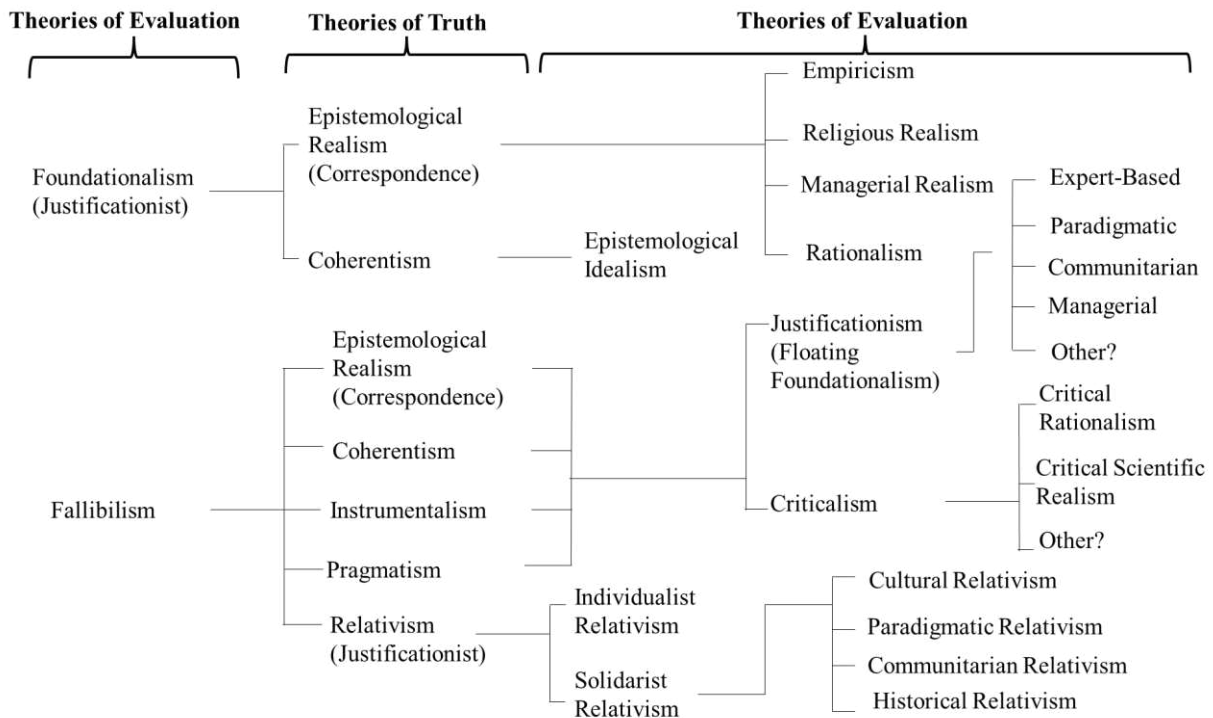 Theories of Evaluation
Theories of Truth
Theories of Evaluation
Foundationalism
(Justificationist)
Epistemological
Realism
(Correspondence)
Empiricism
Religious Realism
Managerial Realism
Rationalism
Coherentism
Epistemological
Idealism
Fallibilism
Epistemological
Realism
(Correspondence)
Coherentism
Instrumentalism
Pragmatism
Relativism
(Justificationist)
Justificationism
(Floating
Foundationalism)
Expert-Based
Paradigmatic
Communitarian
Managerial
Other?
Criticalism
Critical
Rationalism
Critical Scientific
Realism
Other?
Individualist
Relativism
Solidarist
Relativism
Cultural Relativism
Paradigmatic Relativism
Communitarian Relativism
Historical Relativism